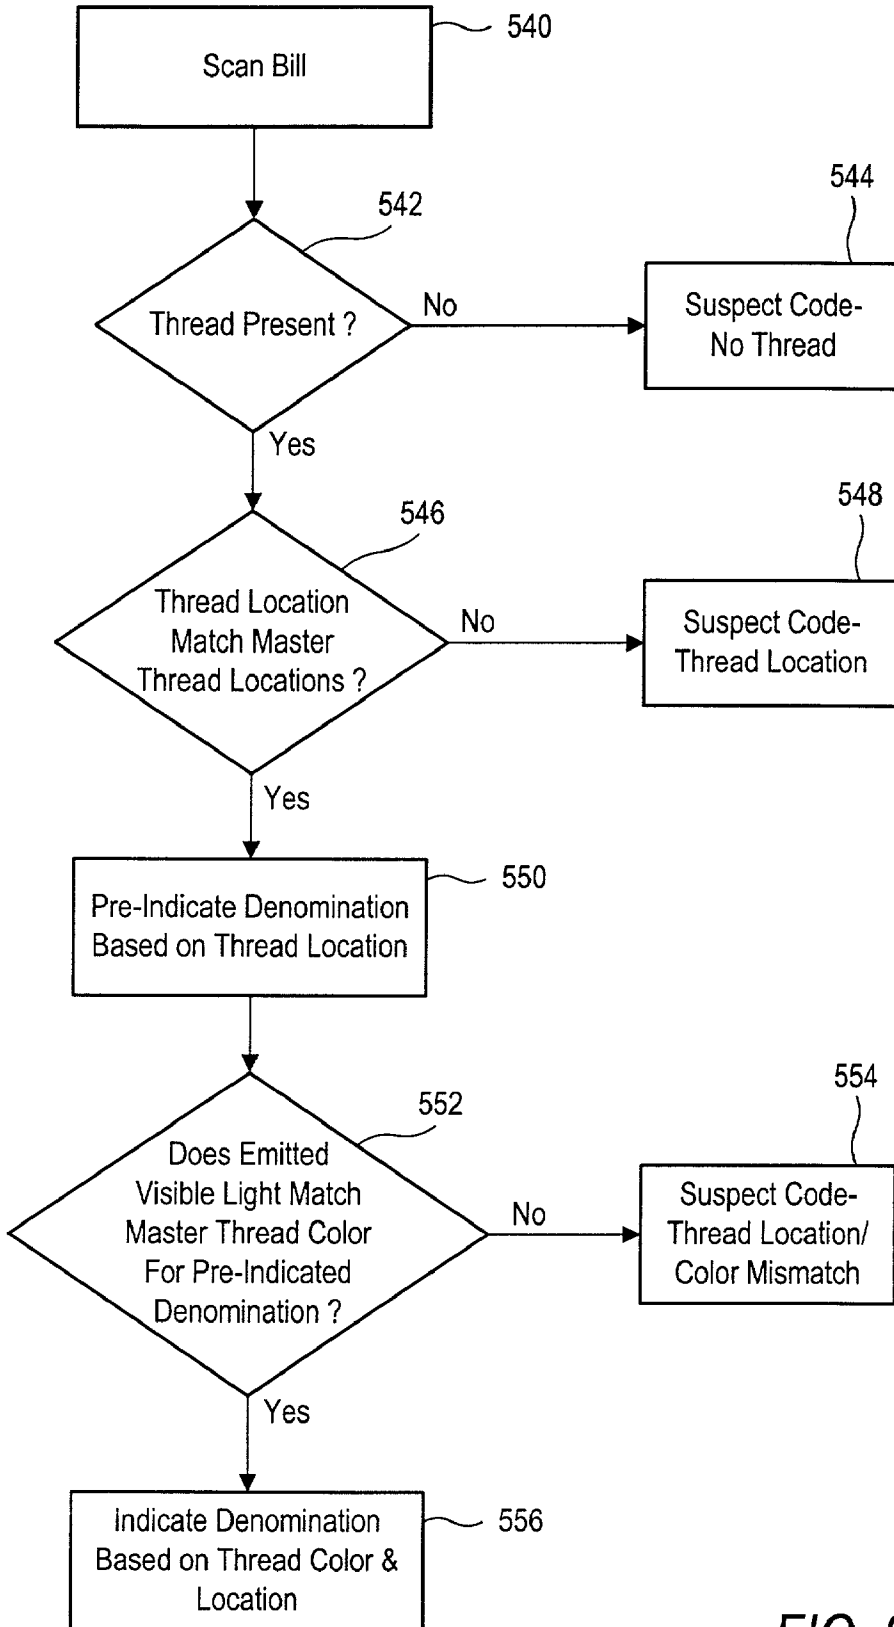 540
Scan Bill
542
544
Thread Present ?
No
Suspect Code-
No Thread
Yes
546
548
Thread Location
Match Master
Thread Locations ?
No
Suspect Code-
Thread Location
Yes
550
Pre-Indicate Denomination
Based on Thread Location
552
554
Does Emitted
Visible Light Match
Master Thread Color
For Pre-Indicated
Denomination ?
No
Suspect Code-
Thread Location/
Color Mismatch
Yes
556
Indicate Denomination
Based on Thread Color &
Location
FIG.